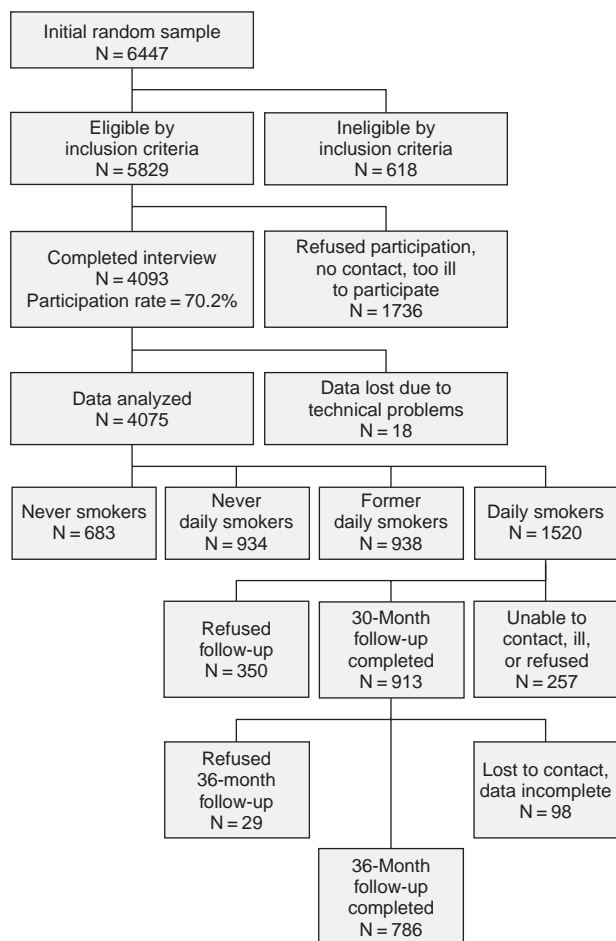 Initial random sample
N = 6447
Eligible by
inclusion criteria
N = 5829
Ineligible by
inclusion criteria
N = 618
Completed interview
N = 4093
Participation rate = 70.2%
Refused participation,
no contact, too ill
to participate
N = 1736
Data analyzed
N = 4075
Data lost due to
technical problems
N = 18
Never smokers
N = 683
Never
daily smokers
N = 934
Former
daily smokers
N = 938
Daily smokers
N = 1520
Refused
follow-up
N = 350
30-Month
follow-up
completed
N = 913
Unable to
contact, ill,
or refused
N = 257
Refused
36-month
follow-up
N = 29
Lost to contact,
data incomplete
N = 98
36-Month
follow-up
completed
N = 786